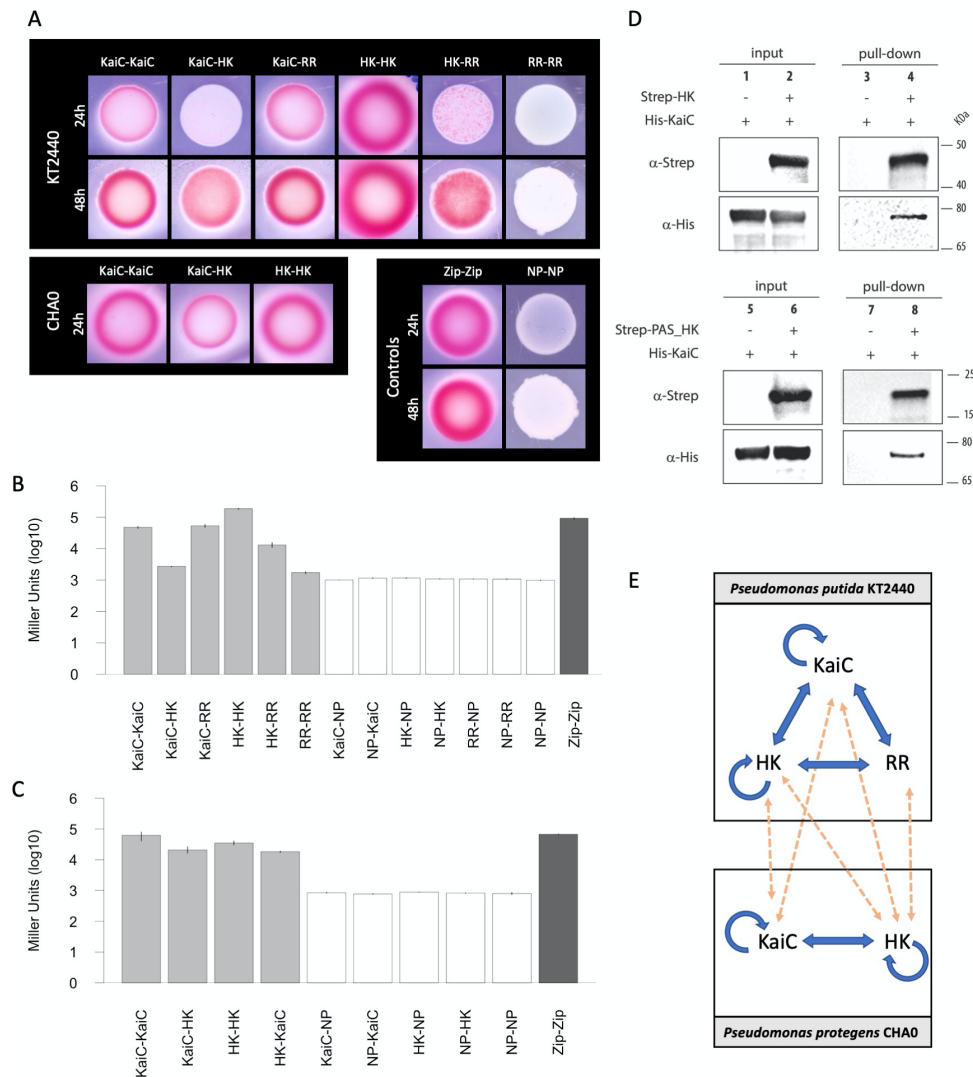 A
KaiC-KaiC KaiC-HK KaiC-RR HK-HK HK-RR RR-RR
KT2440
24h
48h
KaiC-KaiC KaiC-HK HK-HK
CHA0
24h
Zip-Zip NP-NP
Controls
24h
48h
B
Miller Units (log10)
6
5
4
3
2
1
0
KaiC-KaiC
KaiC-HK
KaiC-RR
HK-HK
HK-RR
RR-RR
KaiC-NP
NP-KaiC
HK-NP
NP-HK
RR-NP
NP-RR
NP-NP
Zip-Zip
C
Miller Units (log10)
6
5
4
3
2
1
0
KaiC-KaiC
KaiC-HK
HK-HK
HK-KaiC
KaiC-NP
NP-KaiC
HK-NP
NP-HK
NP-NP
Zip-Zip
D
input pull-down
1 2 3 4
Strep-HK - + - +
His-KaiC + + + +
KDa
α-Strep
50
40
α-His
80
65
input pull-down
5 6 7 8
Strep-PAS_HK - + - +
His-KaiC + + + +
α-Strep
25
15
α-His
80
65
E
Pseudomonas putida KT2440
KaiC
HK RR
KaiC HK
Pseudomonas protegens CHA0